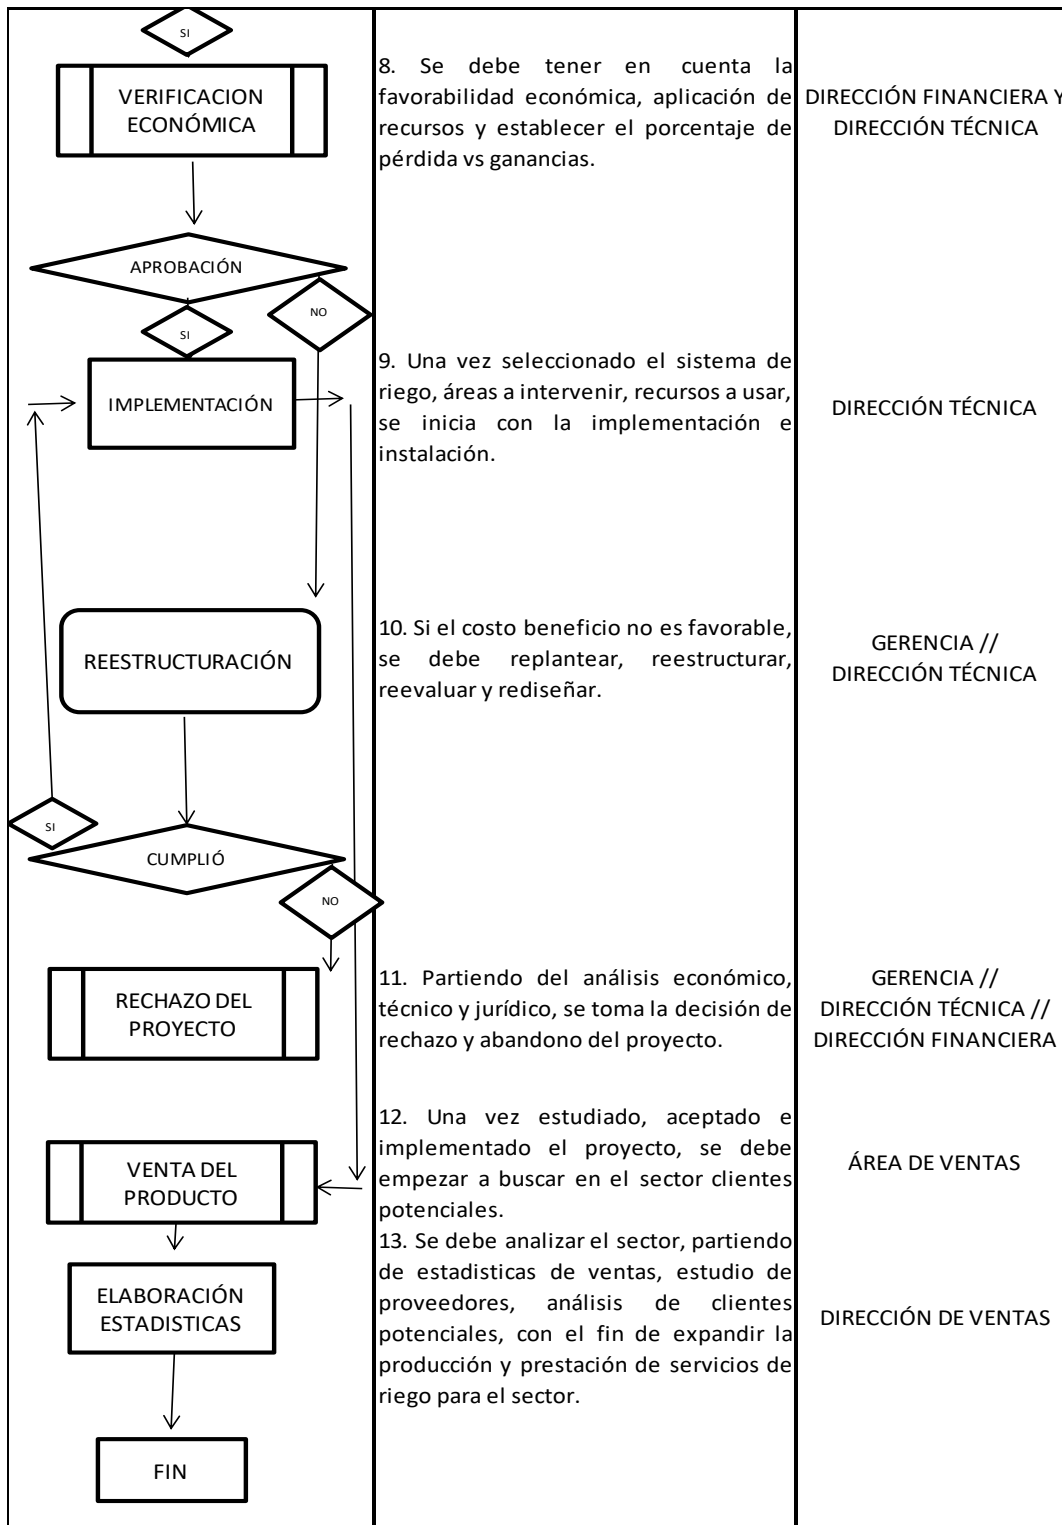 SI
VERIFICACION
ECONÓMICA
8. Se debe tener en cuenta la
favorabilidad económica, aplicación de
recursos y establecer el porcentaje de
pérdida vs ganancias.
DIRECCIÓN FINANCIERA Y
DIRECCIÓN TÉCNICA
APROBACIÓN
NO
SI
IMPLEMENTACIÓN
9. Una vez seleccionado el sistema de
riego, áreas a intervenir, recursos a usar,
se inicia con la implementación e
instalación.
DIRECCIÓN TÉCNICA
REESTRUCTURACIÓN
10. Si el costo beneficio no es favorable,
se debe replantear, reestructurar,
reevaluar y rediseñar.
GERENCIA //
DIRECCIÓN TÉCNICA
SI
CUMPLIÓ
NO
RECHAZO DEL
PROYECTO
11. Partiendo del análisis económico,
técnico y jurídico, se toma la decisión de
rechazo y abandono del proyecto.
GERENCIA //
DIRECCIÓN TÉCNICA //
DIRECCIÓN FINANCIERA
VENTA DEL
PRODUCTO
12. Una vez estudiado, aceptado e
implementado el proyecto, se debe
empezar a buscar en el sector clientes
potenciales.
ÁREA DE VENTAS
ELABORACIÓN
ESTADISTICAS
13. Se debe analizar el sector, partiendo
de estadisticas de ventas, estudio de
proveedores, análisis de clientes
potenciales, con el fin de expandir la
producción y prestación de servicios de
riego para el sector.
DIRECCIÓN DE VENTAS
FIN